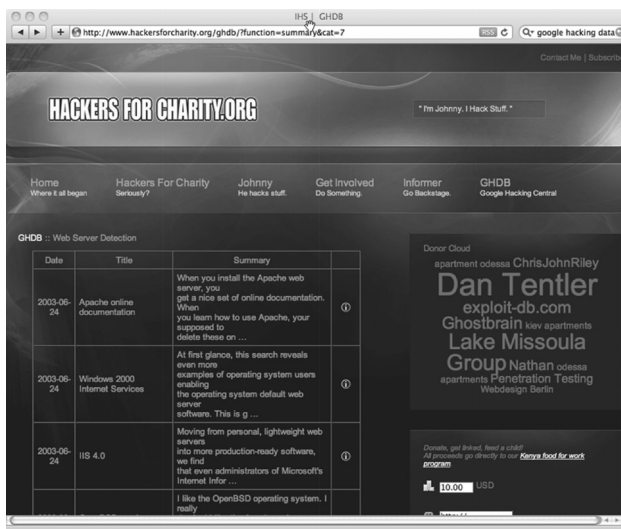 IHS | GHDB
http://www.hackersforcharity.org/ghdb/?function=summary&cat=7
RSS
google hacking data
Contact Me | Subscribe
HACKERS FOR CHARITY.ORG
" I'm Johnny. I Hack Stuff. "
Home
Where it all began
Hackers For Charity
Seriously?
Johnny
He hacks stuff.
Get Involved
Do Something.
Informer
Go Backstage.
GHDB
Google Hacking Central
GHDB :: Web Server Detection
Date Title Summary
2003-06-
24
Apache online
documentation
When you install the Apache web
server, you
get a nice set of online documentation.
When
you learn how to use Apache, your
supposed to
delete these on ...
2003-06-
24
Windows 2000
Internet Services
At first glance, this search reveals
even more
examples of operating system users
enabling
the operating system default web
server
software. This is g ...
2003-06-
24
IIS 4.0
Moving from personal, lightweight web
servers
into more production-ready software,
we find
that even administrators of Microsoft's
Internet Infor ...
I like the OpenBSD operating system. I
really
Donor Cloud
apartment odessa ChrisJohnRiley
Dan Tentler
exploit-db.com
Ghostbrain kiev apartments
Lake Missoula
Group Nathan odessa
apartments Penetration Testing
Webdesign Berlin
Donate, get linked, feed a child!
All proceeds go directly to our Kenya food for work
program.
10.00 USD